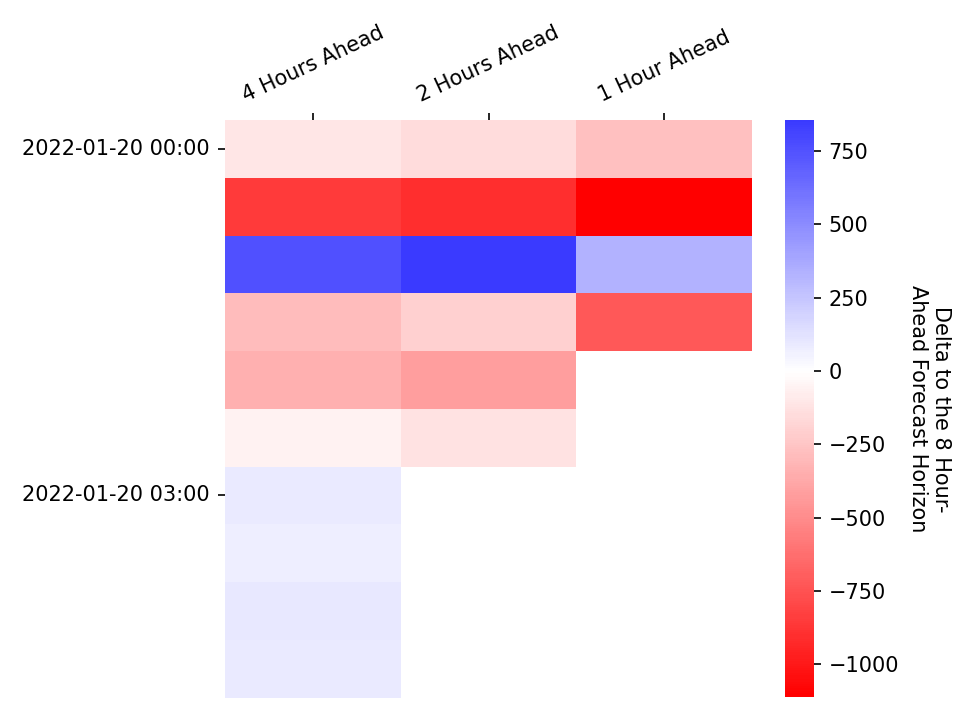 4 Hours Ahead
2 Hours Ahead
1 Hour Ahead
2022-01-20 00:00
2022-01-20 03:00
750
500
250
0
−250
−500
−750
−1000
Delta to the 8 Hour-
Ahead Forecast Horizon